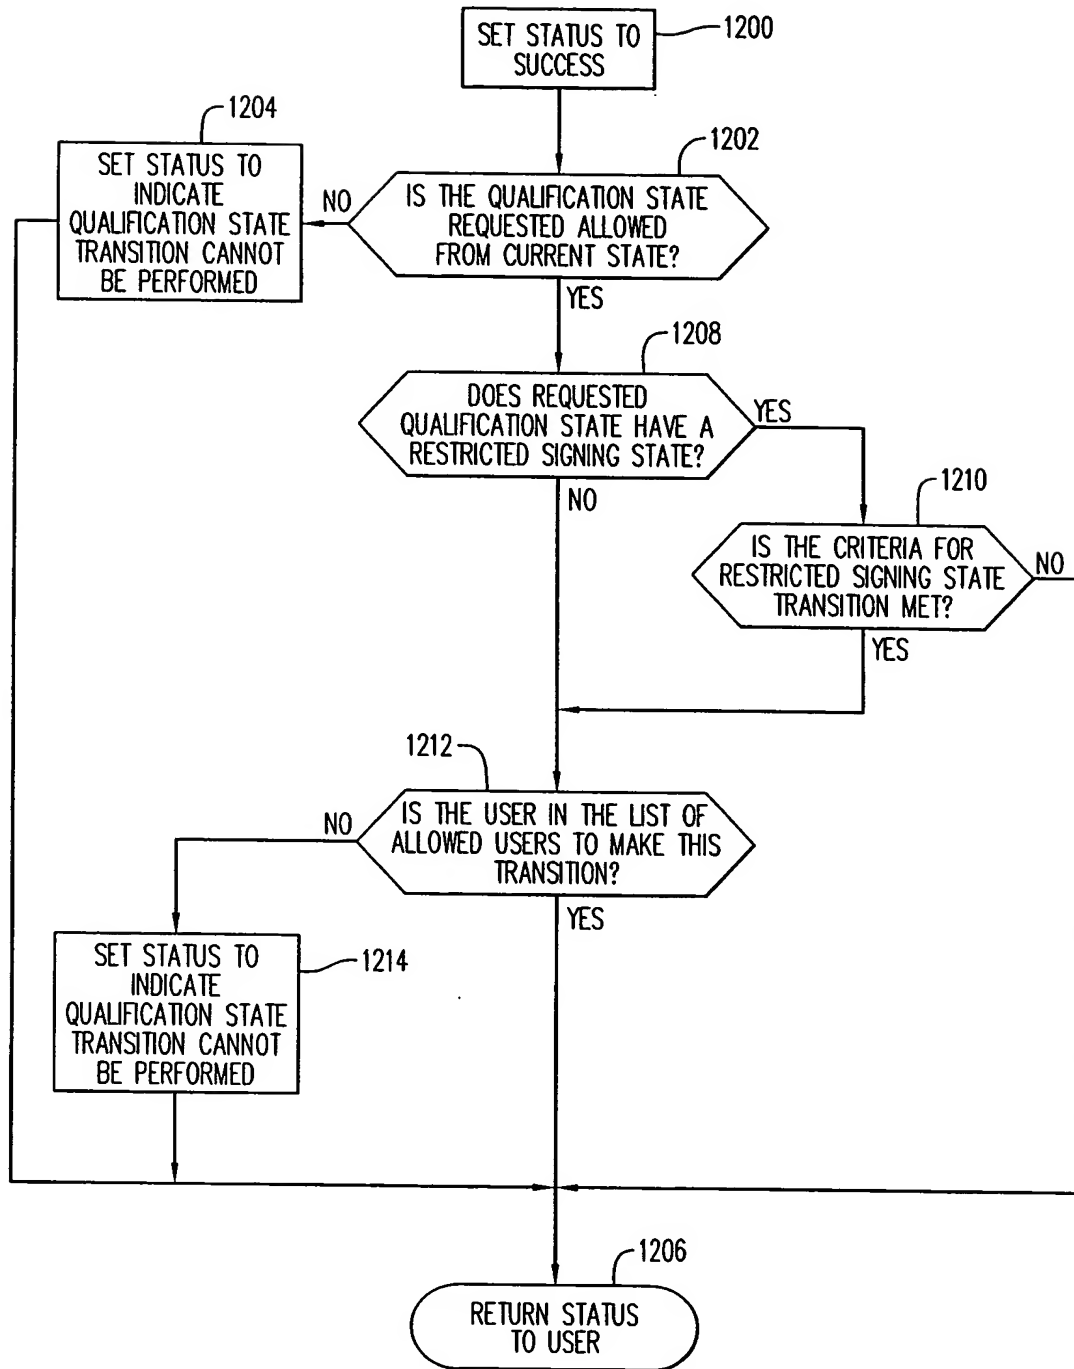 SET STATUS TO
SUCCESS
1200
1204
SET STATUS TO
INDICATE
QUALIFICATION STATE
TRANSITION CANNOT
BE PERFORMED
NO
1202
IS THE QUALIFICATION STATE
REQUESTED ALLOWED
FROM CURRENT STATE?
YES
1208
DOES REQUESTED
QUALIFICATION STATE HAVE A
RESTRICTED SIGNING STATE?
YES
NO
1210
IS THE CRITERIA FOR
RESTRICTED SIGNING STATE
TRANSITION MET?
NO
YES
1212
IS THE USER IN THE LIST OF
ALLOWED USERS TO MAKE THIS
TRANSITION?
NO
YES
SET STATUS TO
INDICATE
QUALIFICATION STATE
TRANSITION CANNOT
BE PERFORMED
1214
1206
RETURN STATUS
TO USER